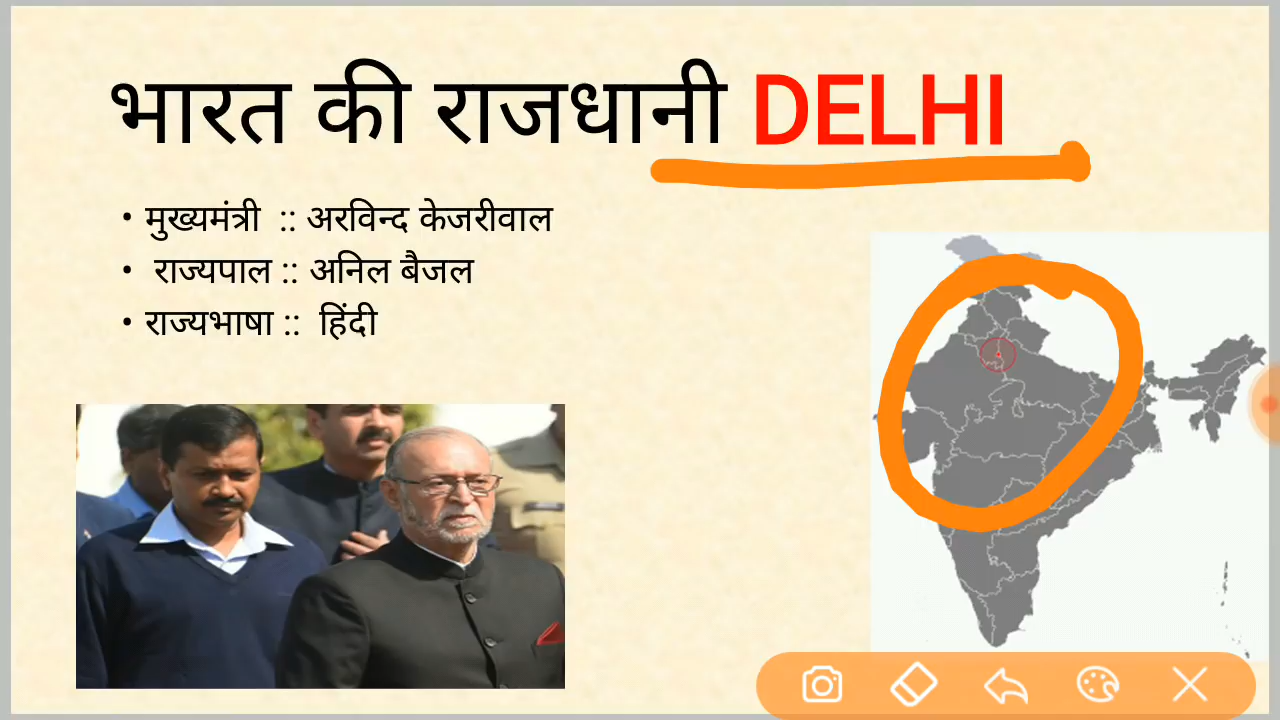 भारत की राजधानी DELHI
• मुख्यमंत्री :: अरविन्द केजरीवाल
• राज्यपाल :: अनिल बैजल
• राज्यभाषा :: हिंदी